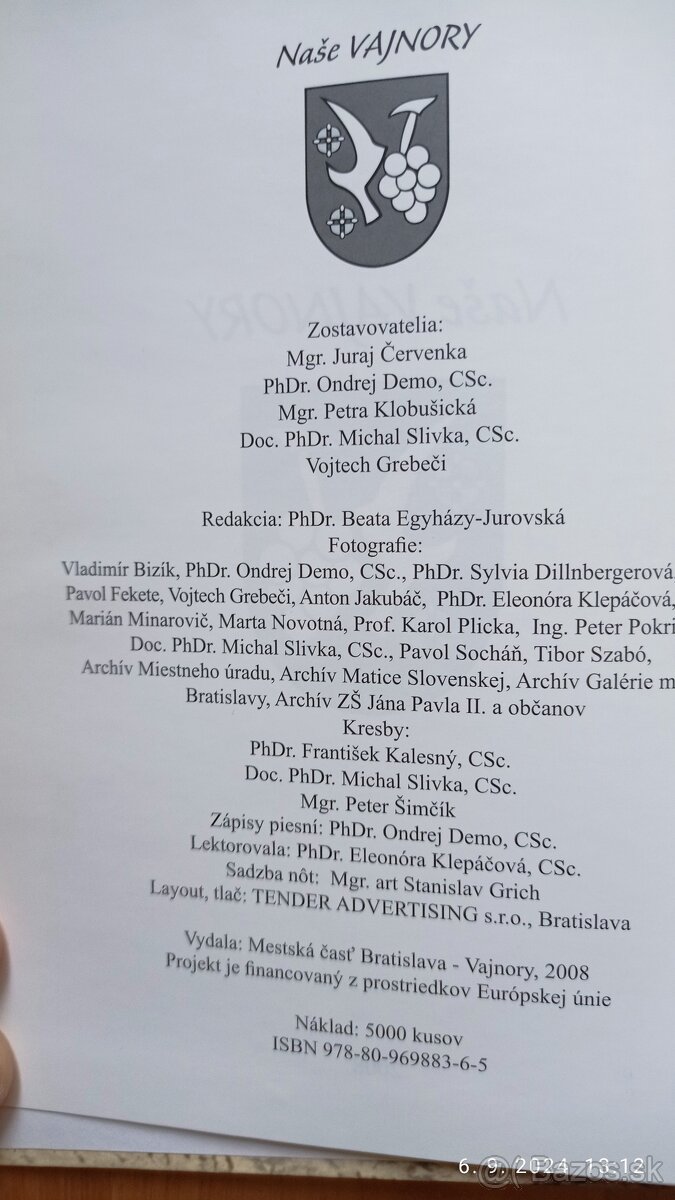 Naše VAJNORY
Zostavovatelia:
Mgr. Juraj Červenka
PhDr. Ondrej Demo, CSc.
Mgr. Petra Klobušická
Doc. PhDr. Michal Slivka, CSc.
Vojtech Grebeči
Redakcia: PhDr. Beata Egyházy-Jurovská
Fotografie:
Vladimír Bizík, PhDr. Ondrej Demo, CSc., PhDr. Sylvia Dillnbergerová,
Pavol Fekete, Vojtech Grebeči, Anton Jakubáč, PhDr. Eleonóra Klepáčová,
Marián Minarovič, Marta Novotná, Prof. Karol Plicka, Ing. Peter Pokri
Doc. PhDr. Michal Slivka, CSc., Pavol Socháň, Tibor Szabó,
Archív Miestneho úradu, Archív Matice Slovenskej, Archív Galérie m
Bratislavy, Archív ZŠ Jána Pavla II. a občanov
Kresby:
PhDr. František Kalesný, CSc.
Doc. PhDr. Michal Slivka, CSc.
Mgr. Peter Šimčík
Zápisy piesní: PhDr. Ondrej Demo, CSc.
Lektorovala: PhDr. Eleonóra Klepáčová, CSc.
Sadzba nôt: Mgr. art Stanislav Grich
Layout, tlač: TENDER ADVERTISING s.r.o., Bratislava
Vydala: Mestská časť Bratislava - Vajnory, 2008
Projekt je financovaný z prostriedkov Európskej únie
Náklad: 5000 kusov
ISBN 978-80-969883-6-5
6. 9. 2024 13:12
Bazos.sk